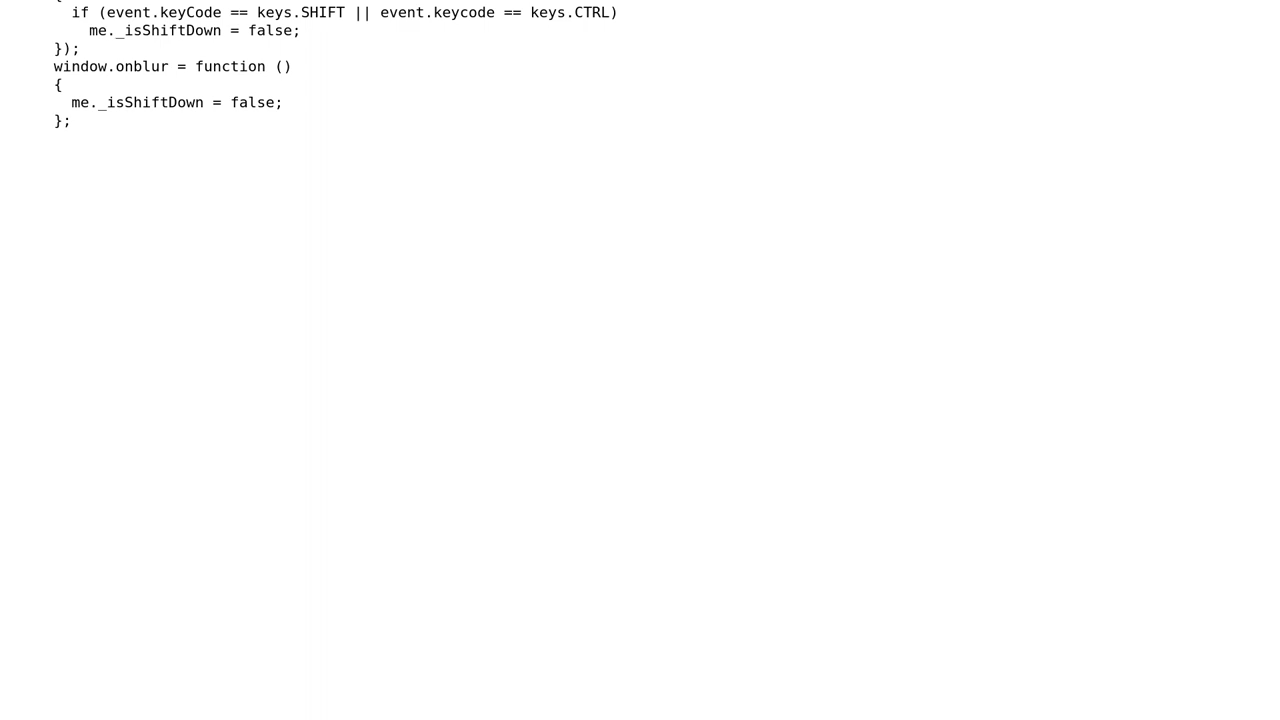 {
if (event.keyCode == keys.SHIFT || event.keycode == keys.CTRL)
me._isShiftDown = false;
});
window.onblur = function ()
{
me._isShiftDown = false;
};